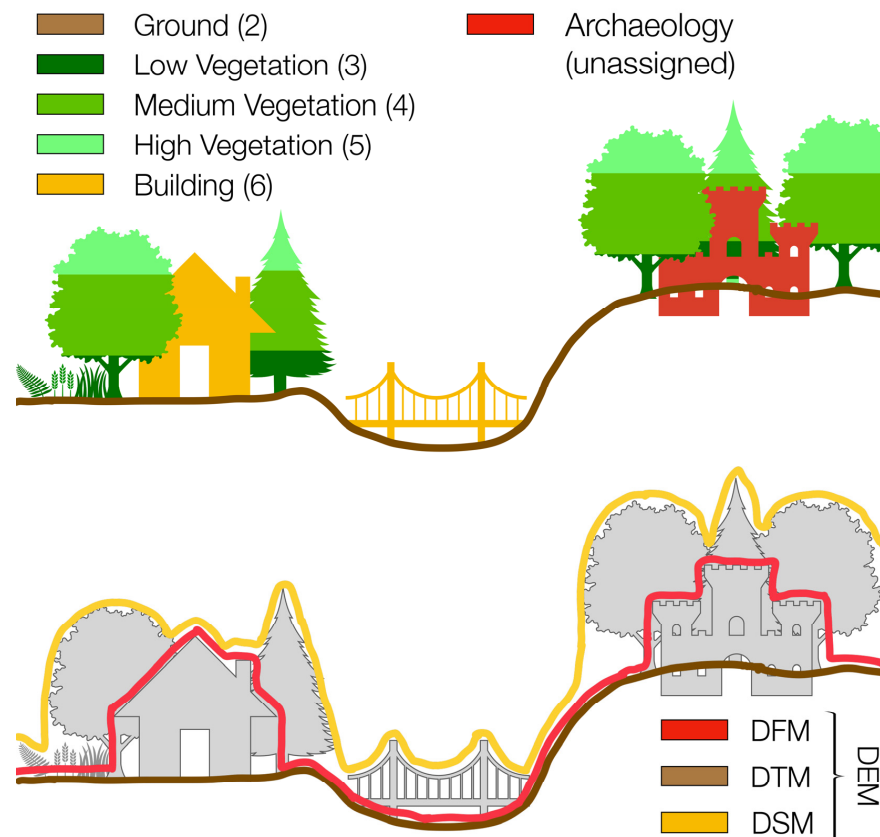 Ground (2)
Low Vegetation (3)
Medium Vegetation (4)
High Vegetation (5)
Building (6)
Archaeology
(unassigned)
DFM
DTM
DSM
DEM